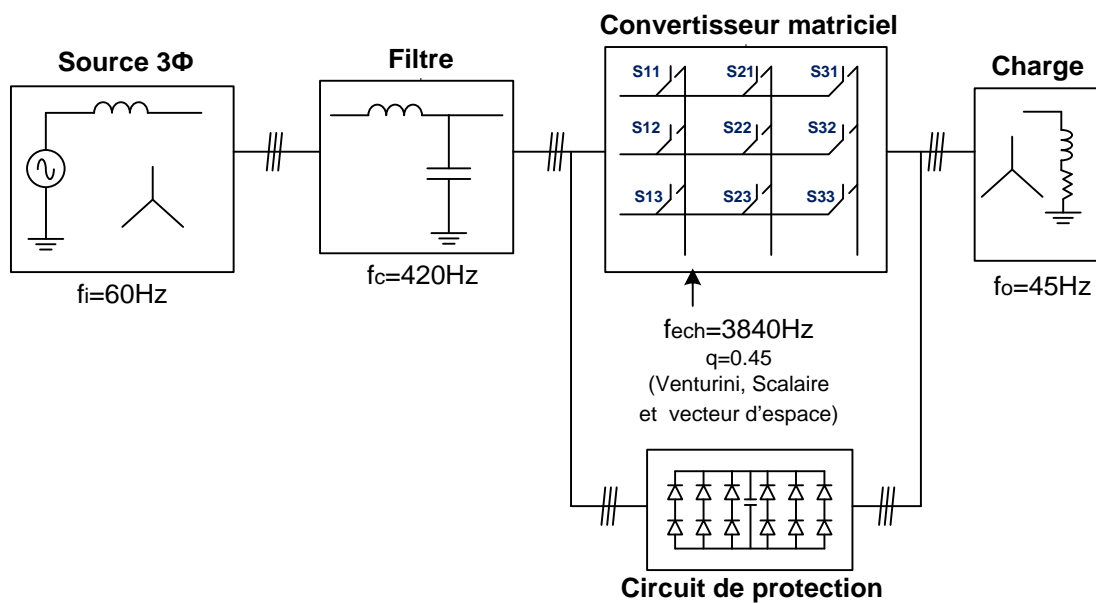 Convertisseur matriciel
Source 3Φ
Filtre
Charge
S11
S21
S31
S12
S22
S32
S13
S23
S33
fi=60Hz
fc=420Hz
fo=45Hz
fech=3840Hz
q=0.45
(Venturini, Scalaire
et vecteur d'espace)
Circuit de protection